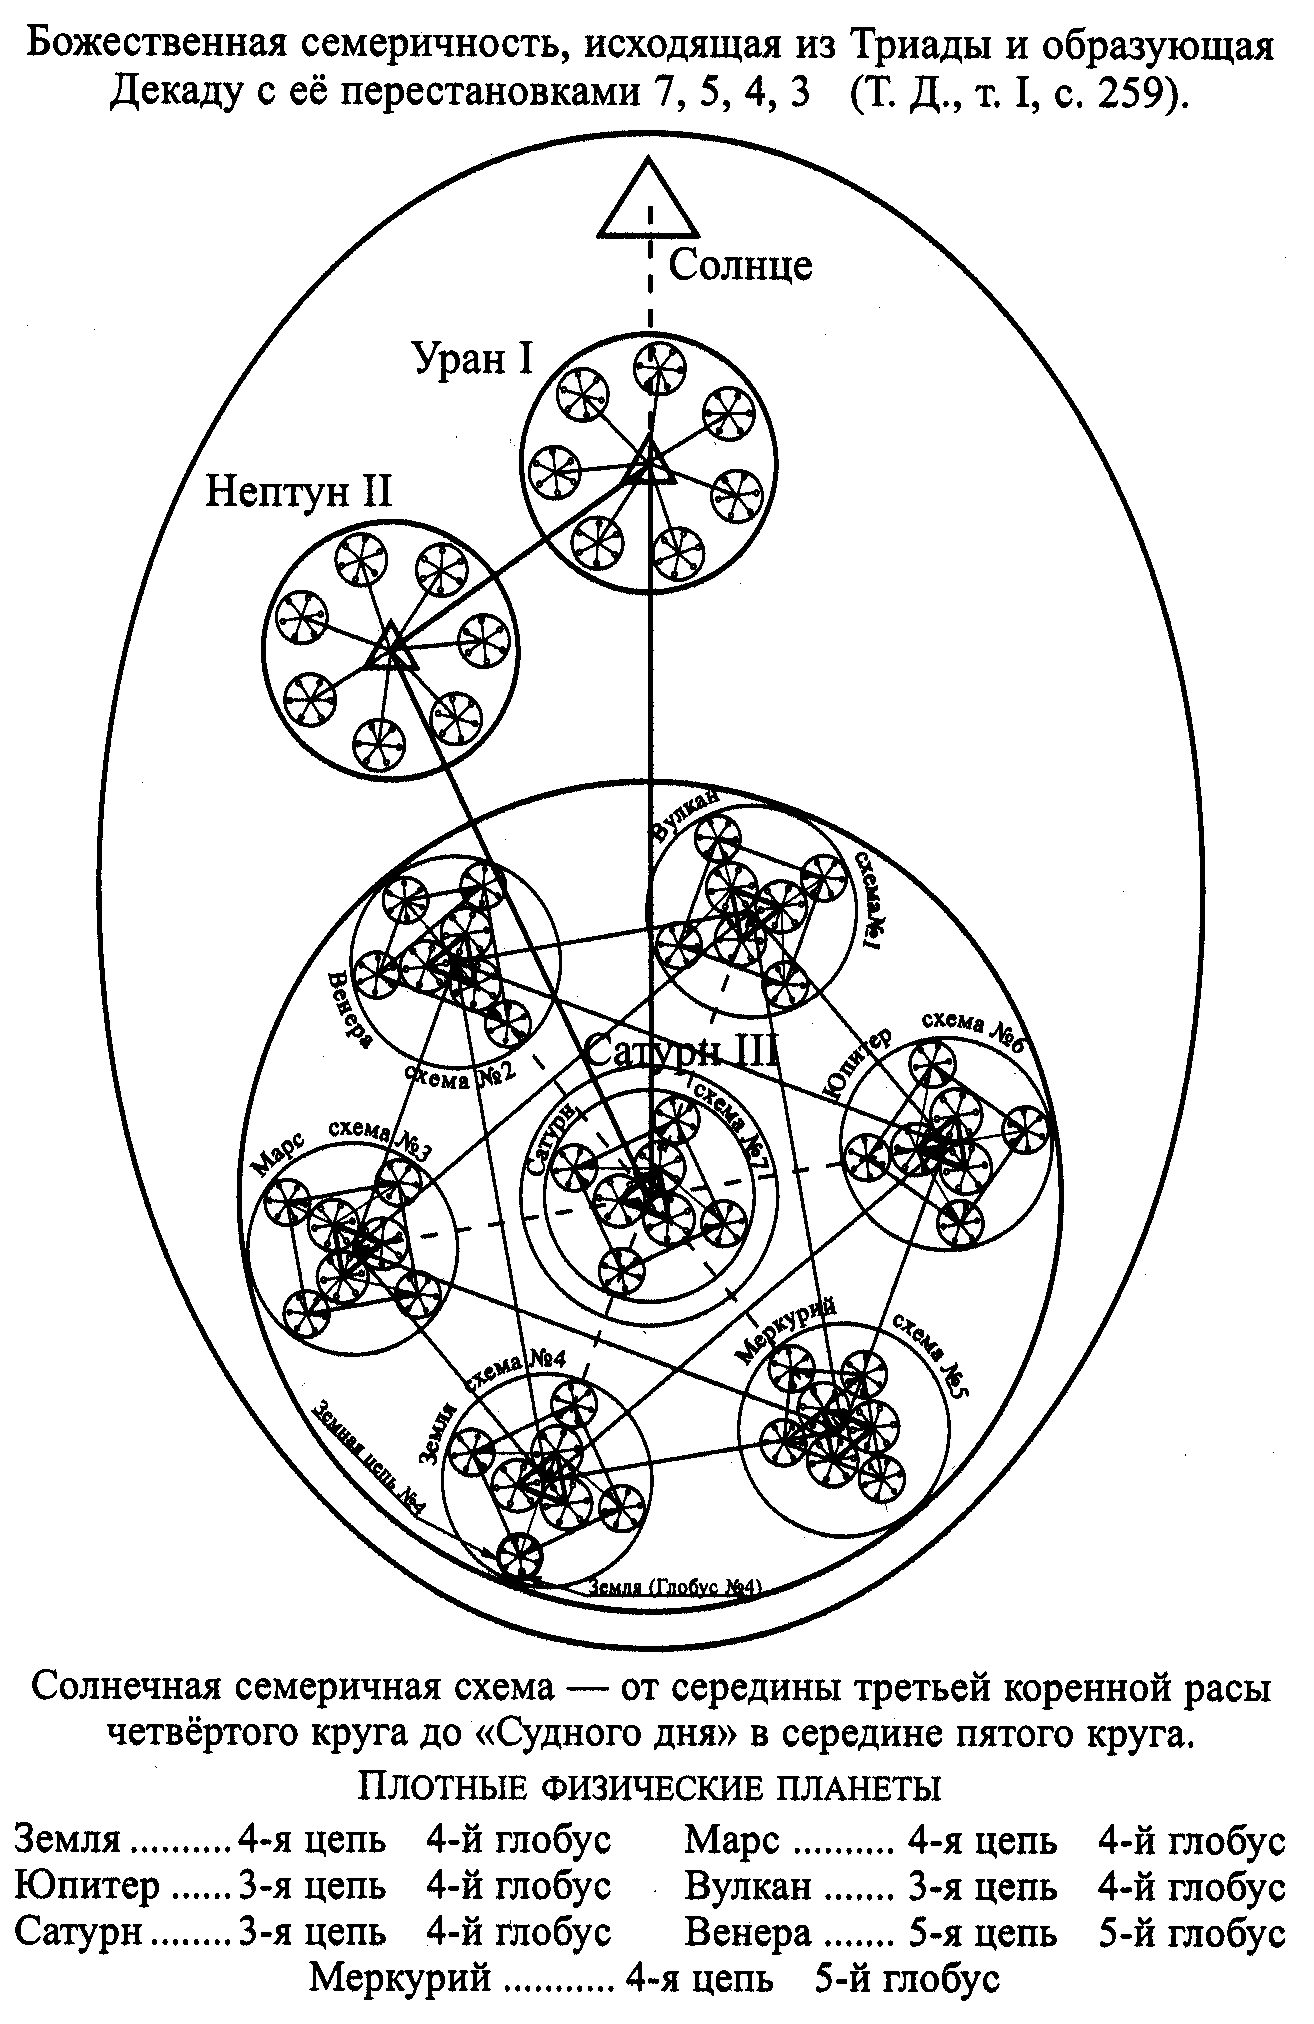 Божественная семеричность, исходящая из Триады и образующая
Декаду с её перестановками 7, 5, 4, 3 (Т. Д., т. I, с. 259).
Солнце
Уран I
Нептун II
Вулкан
схема №1
Венера
схема №2
Сатурн III
Юпитер
схема №6
Сатурн
схема №7
Марс
схема №3
Меркурий
схема №5
Земля
схема №4
Земная цепь №4
Земля (Глобус №4)
Солнечная семеричная схема — от середины третьей коренной расы
четвёртого круга до «Судного дня» в середине пятого круга.
ПЛОТНЫЕ ФИЗИЧЕСКИЕ ПЛАНЕТЫ
Земля ..........4-я цепь 4-й глобус Марс .......... 4-я цепь 4-й глобус
Юпитер ......3-я цепь 4-й глобус Вулкан ....... 3-я цепь 4-й глобус
Сатурн ........3-я цепь 4-й глобус Венера ....... 5-я цепь 5-й глобус
Меркурий ........... 4-я цепь 5-й глобус